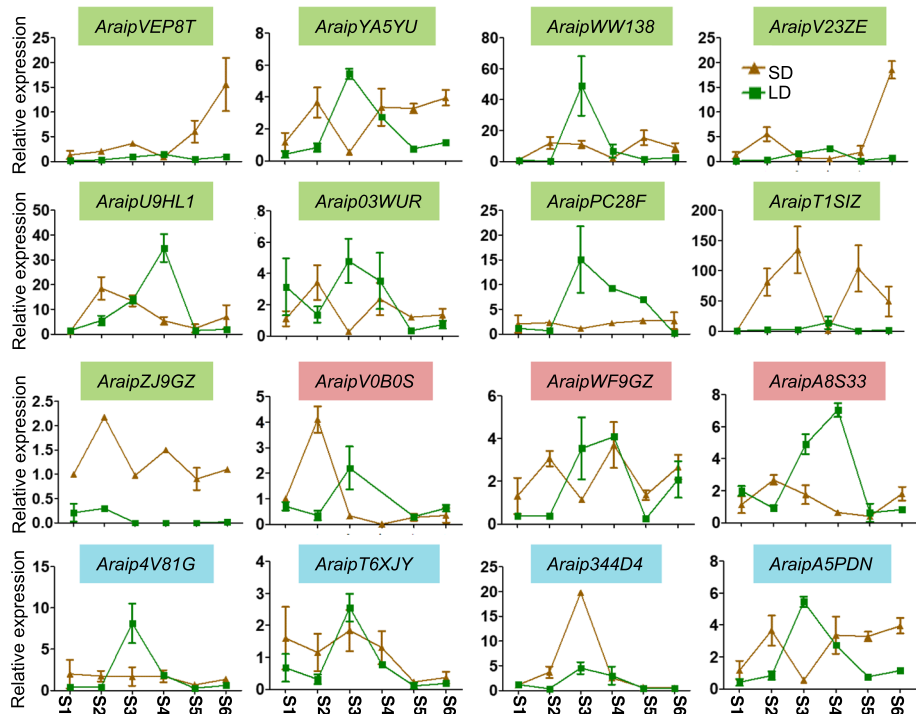 AraipVEP8T AraipYA5YU AraipWW138 AraipV23ZE
Relative expression
25 20 15 10 5 0
8 6 4 2 0
80 60 40 20 0
25 20 15 10 5 0
SD
LD
AraipU9HL1 Araip03WUR AraipPC28F AraipT1SIZ
Relative expression
50 40 30 20 10 0
8 6 4 2 0
25 20 15 10 5 0
200 150 100 50 0
AraipZJ9GZ AraipV0B0S AraipWF9GZ AraipA8S33
Relative expression
2.5 2.0 1.5 1.0 0.5 0.0
5 4 3 2 1 0
6 4 2 0
8 6 4 2 0
Araip4V81G AraipT6XJY Araip344D4 AraipA5PDN
Relative expression
15 10 5 0
4 3 2 1 0
25 20 15 10 5 0
8 6 4 2 0
S1 S2 S3 S4 S5 S6
S1 S2 S3 S4 S5 S6
S1 S2 S3 S4 S5 S6
S1 S2 S3 S4 S5 S6